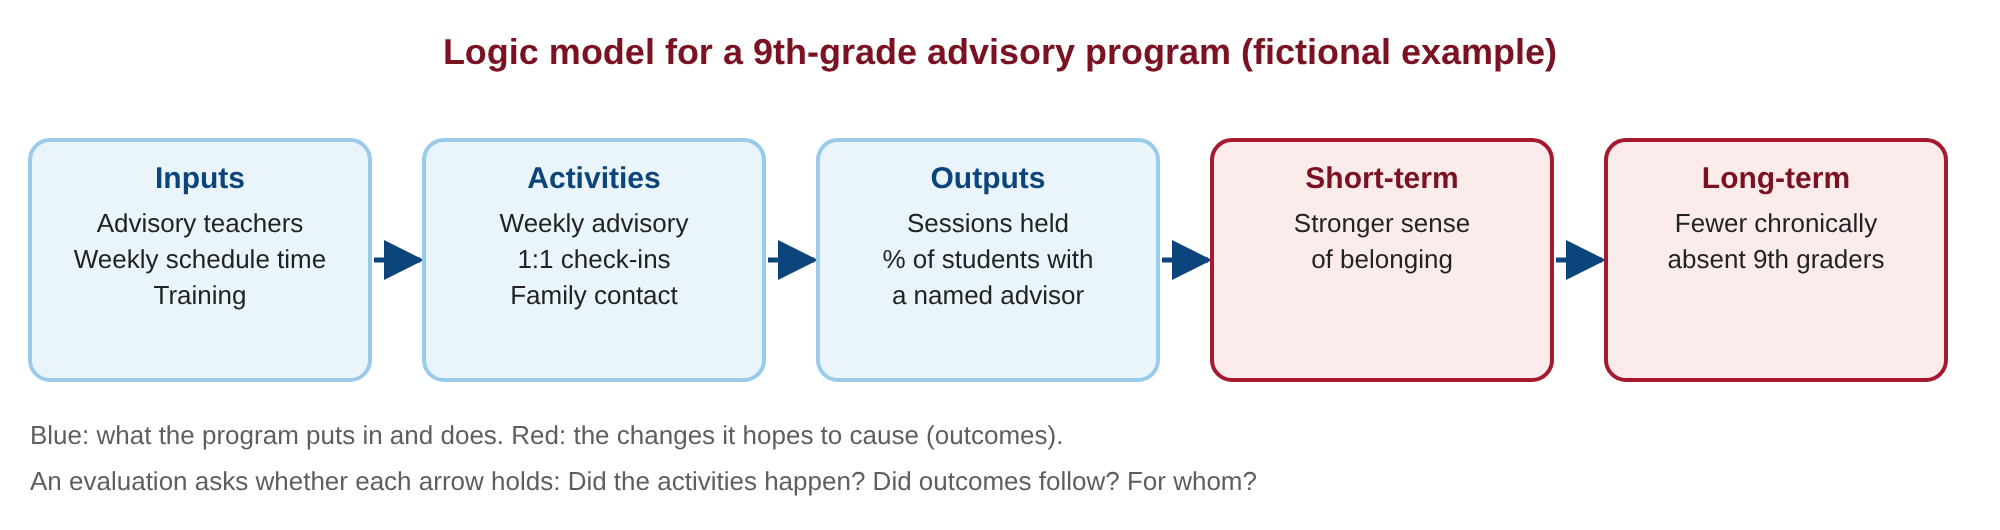 Logic model for a 9th-grade advisory program (fictional example)
Inputs
Advisory teachers
Weekly schedule time
Training
Activities
Weekly advisory
1:1 check-ins
Family contact
Outputs
Sessions held
% of students with
a named advisor
Short-term
Stronger sense
of belonging
Long-term
Fewer chronically
absent 9th graders
Blue: what the program puts in and does. Red: the changes it hopes to cause (outcomes).
An evaluation asks whether each arrow holds: Did the activities happen? Did outcomes follow? For whom?